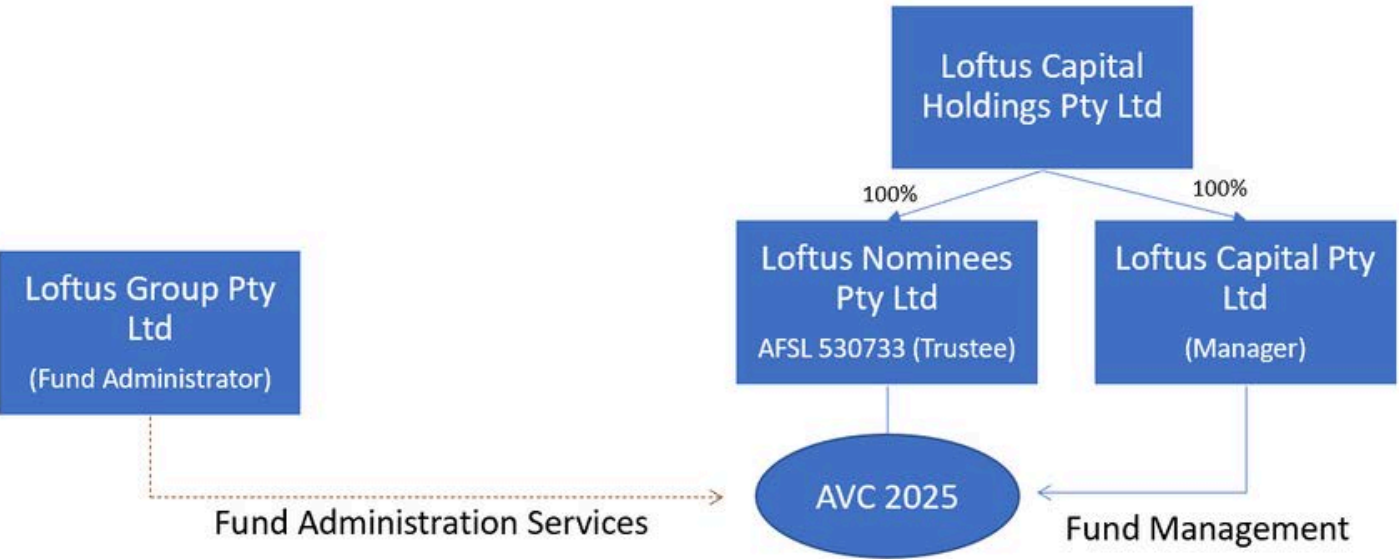 Loftus Capital
Holdings Pty Ltd
100%
100%
Loftus Nominees
Pty Ltd
AFSL 530733 (Trustee)
Loftus Capital Pty
Ltd
(Manager)
Loftus Group Pty
Ltd
(Fund Administrator)
AVC 2025
Fund Administration Services
Fund Management